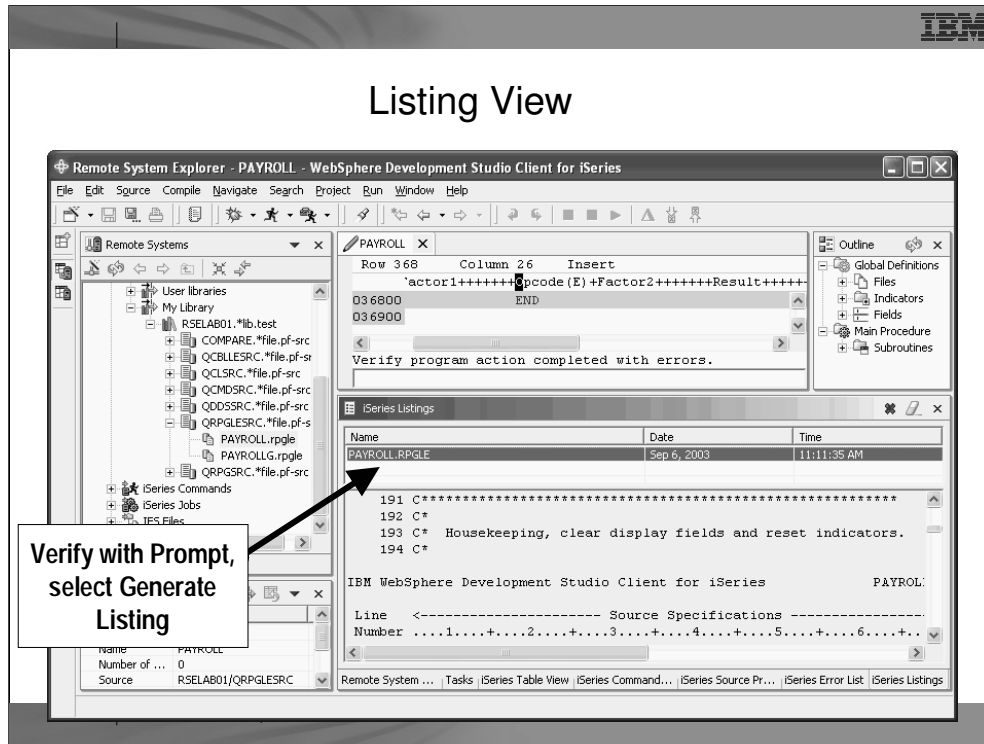 IBM
Listing View
Remote System Explorer - PAYROLL - WebSphere Development Studio Client for iSeries
File Edit Source Compile Navigate Search Project Run Window Help
Remote Systems
User libraries
My Library
RSELAB01.*lib.test
COMPARE.*file.pf-src
QCBLLESRC.*file.pf-sr
QCLSRC.*file.pf-src
QCMDSRC.*file.pf-src
QDDSSRC.*file.pf-src
QRPGLESRC.*file.pf-s
PAYROLL.rpgle
PAYROLLG.rpgle
QRPGSRC.*file.pf-src
iSeries Commands
iSeries Jobs
IFS Files
PAYROLL
Row 368 Column 26 Insert
'actor1+++++++Opcode(E)+Factor2+++++++Result+++++
036800 END
036900
Verify program action completed with errors.
Outline
Global Definitions
Files
Indicators
Fields
Main Procedure
Subroutines
iSeries Listings
Name Date Time
PAYROLL.RPGLE Sep 6, 2003 11:11:35 AM
191 C**********************************************************
192 C*
193 C* Housekeeping, clear display fields and reset indicators.
194 C*
IBM WebSphere Development Studio Client for iSeries PAYROL
Line <---------------------- Source Specifications ----------------
Number ....1....+....2....+....3....+....4....+....5....+....6....+..
Verify with Prompt,
select Generate
Listing
Name PAYROLL
Number of ... 0
Source RSELAB01/QRPGLESRC
Remote System ... Tasks iSeries Table View iSeries Command... iSeries Source Pr... iSeries Error List iSeries Listings